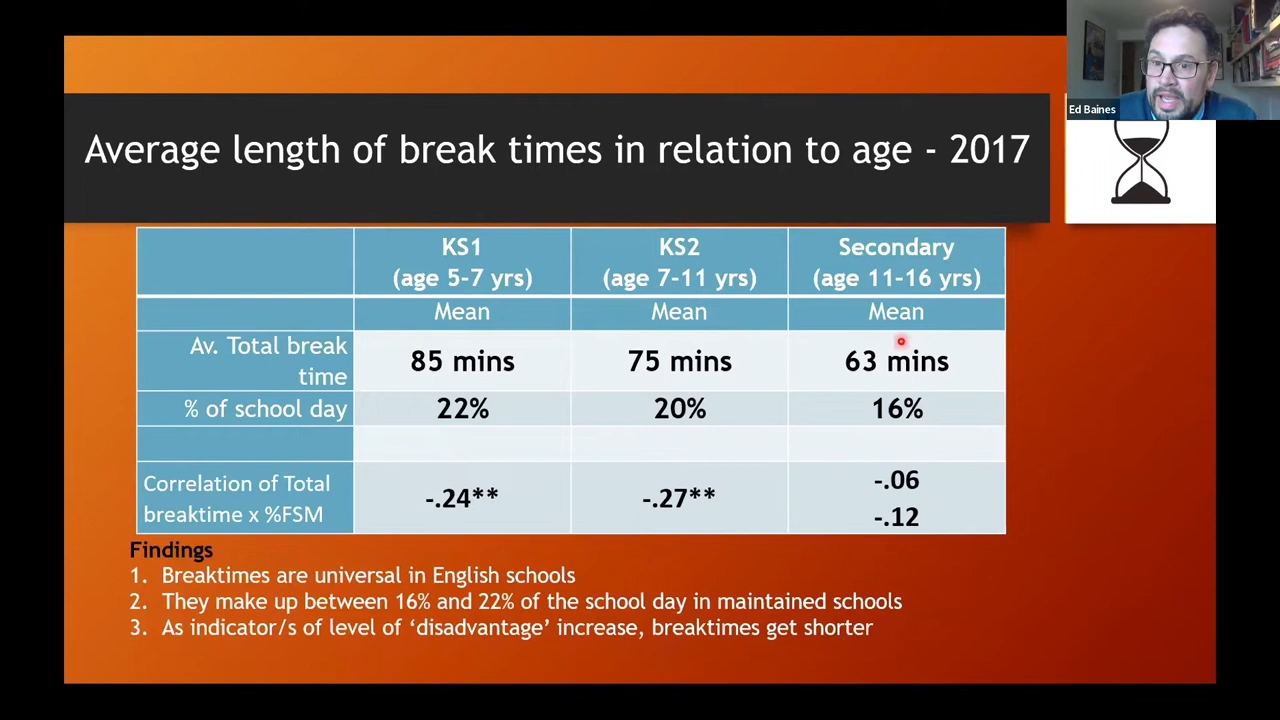 Ed Baines
Average length of break times in relation to age - 2017
KS1
(age 5-7 yrs)
KS2
(age 7-11 yrs)
Secondary
(age 11-16 yrs)
Mean
Mean
Mean
Av. Total break
time
85 mins
75 mins
63 mins
% of school day
22%
20%
16%
Correlation of Total
breaktime x %FSM
-.24**
-.27**
-.06
-.12
Findings
1. Breaktimes are universal in English schools
2. They make up between 16% and 22% of the school day in maintained schools
3. As indicator/s of level of ‘disadvantage’ increase, breaktimes get shorter